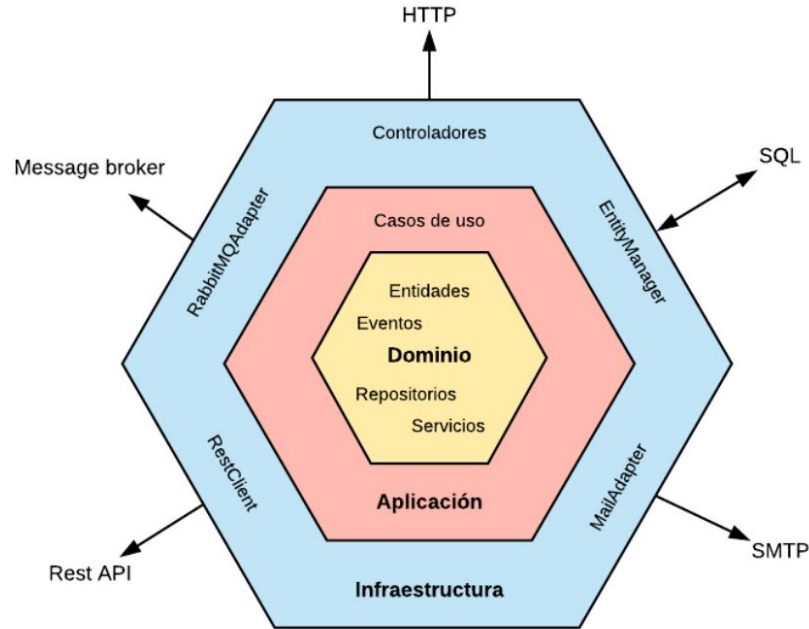 HTTP
Message broker
SQL
Controladores
RabbitMQAdapter
EntityManager
Casos de uso
Entidades
Eventos
Dominio
Repositorios
Servicios
RestClient
MailAdapter
Aplicación
Rest API
SMTP
Infraestructura